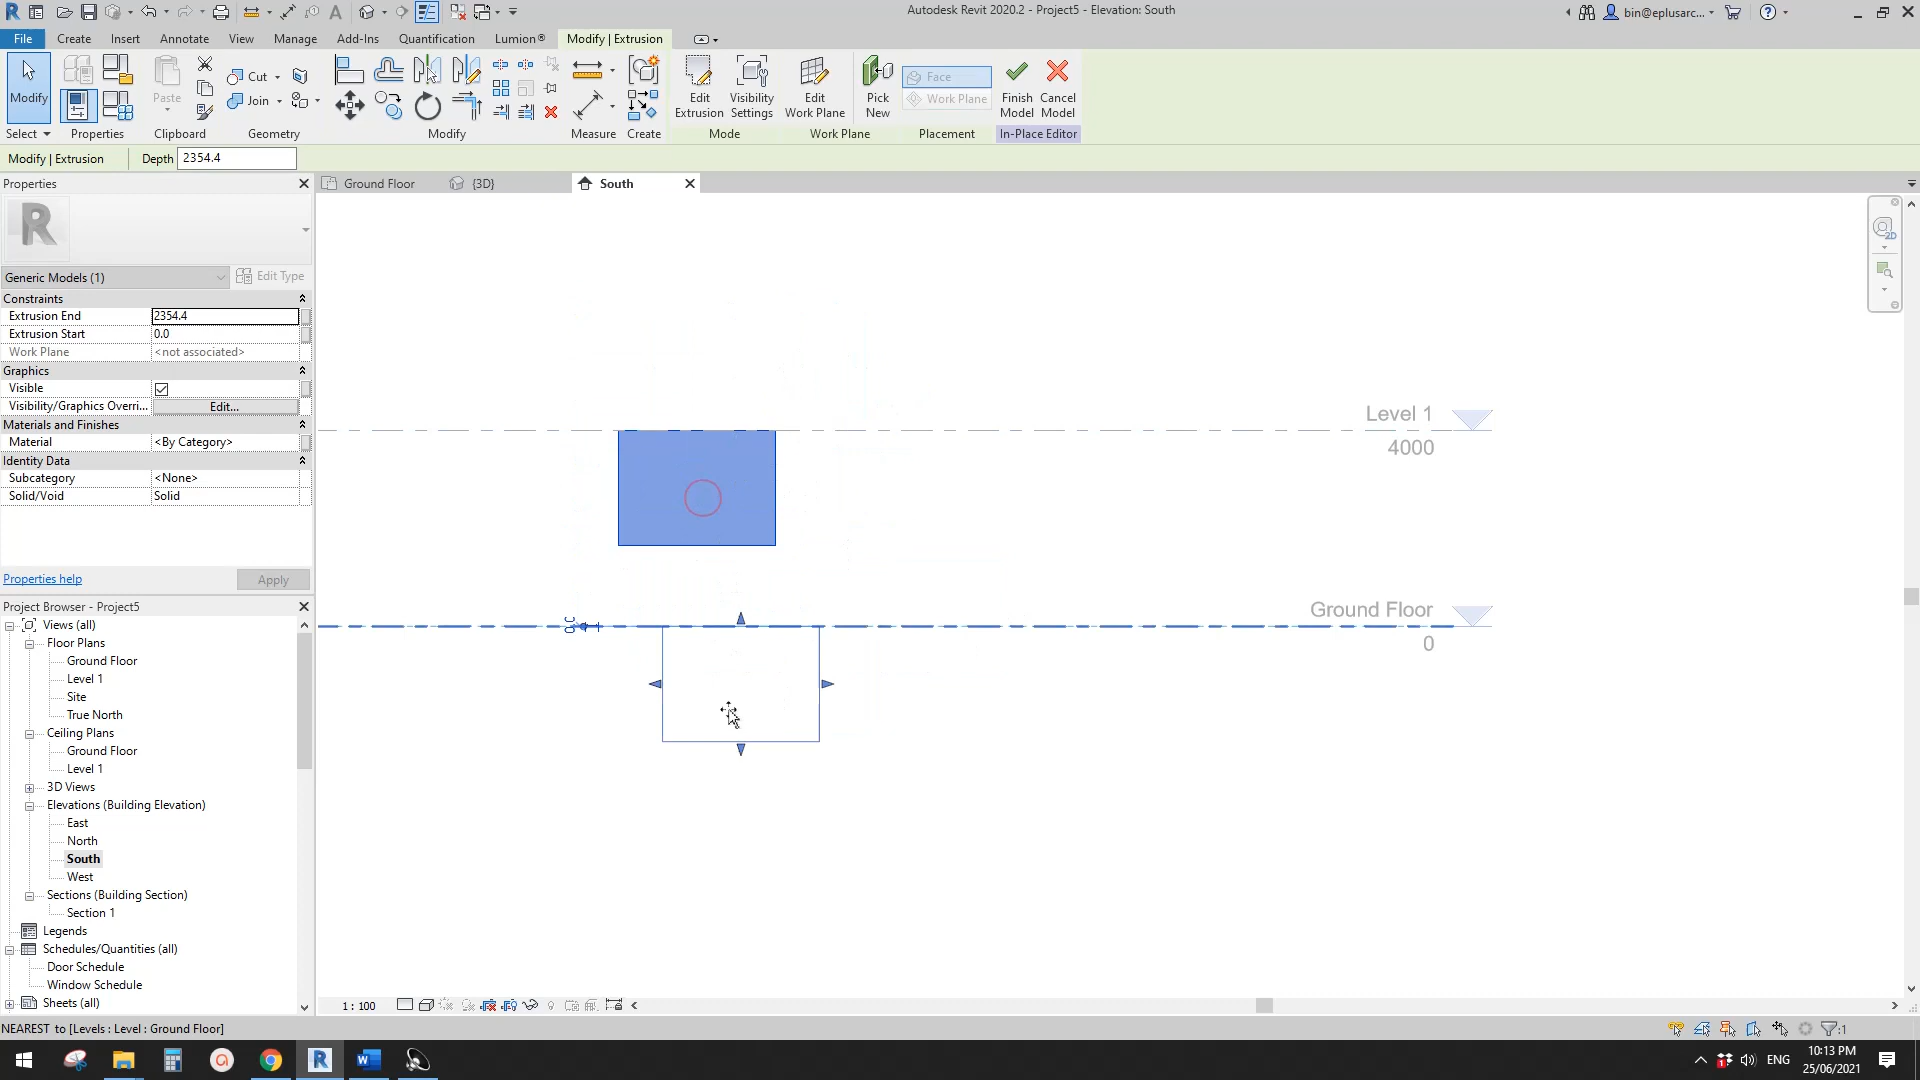 Autodesk Revit 2020.2 - Project5 - Elevation: South
bin@eplusarc...
File Create Insert Annotate View Manage Add-Ins Quantification Lumion® Modify | Extrusion
Modify Paste Cut Join Edit Extrusion Visibility Settings Edit Work Plane Pick New Face Work Plane Finish Model Cancel Model
Select Properties Clipboard Geometry Modify Measure Create Mode Work Plane Placement In-Place Editor
Modify | Extrusion Depth 2354.4
Properties
Ground Floor {3D} South
Generic Models (1) Edit Type
Constraints
Extrusion End 2354.4
Extrusion Start 0.0
Work Plane <not associated>
Graphics
Visible
Visibility/Graphics Overri... Edit...
Materials and Finishes
Material <By Category>
Identity Data
Subcategory <None>
Solid/Void Solid
Properties help Apply
Project Browser - Project5
Views (all)
Floor Plans
Ground Floor
Level 1
Site
True North
Ceiling Plans
Ground Floor
Level 1
3D Views
Elevations (Building Elevation)
East
North
South
West
Sections (Building Section)
Section 1
Legends
Schedules/Quantities (all)
Door Schedule
Window Schedule
Sheets (all)
Level 1
4000
Ground Floor
0
0.0
2D
1 : 100
NEAREST to [Levels : Level : Ground Floor]
:1
ENG
10:13 PM
25/06/2021